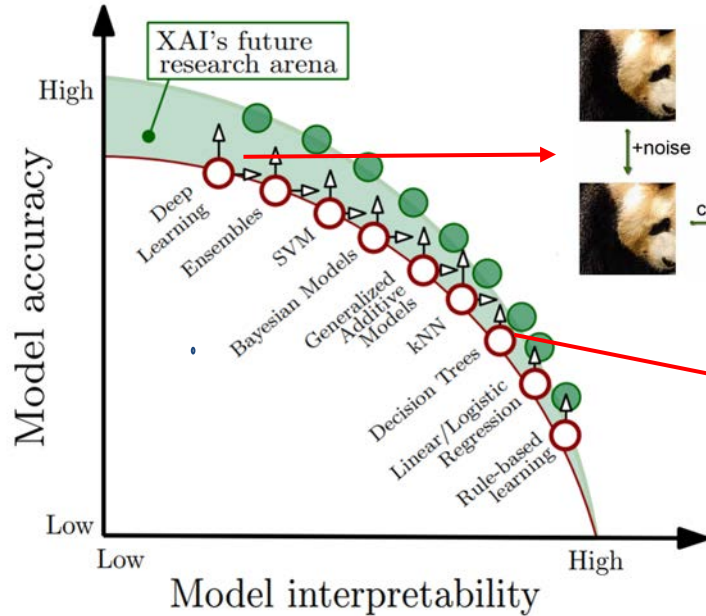 XAI's future
research arena
High
Low
Model accuracy
Deep
Learning
Ensembles
SVM
Bayesian Models
Generalized
Additive
Models
kNN
Decision Trees
Linear/Logistic
Regression
Rule-based
learning
Low
High
Model interpretability
+noise
c